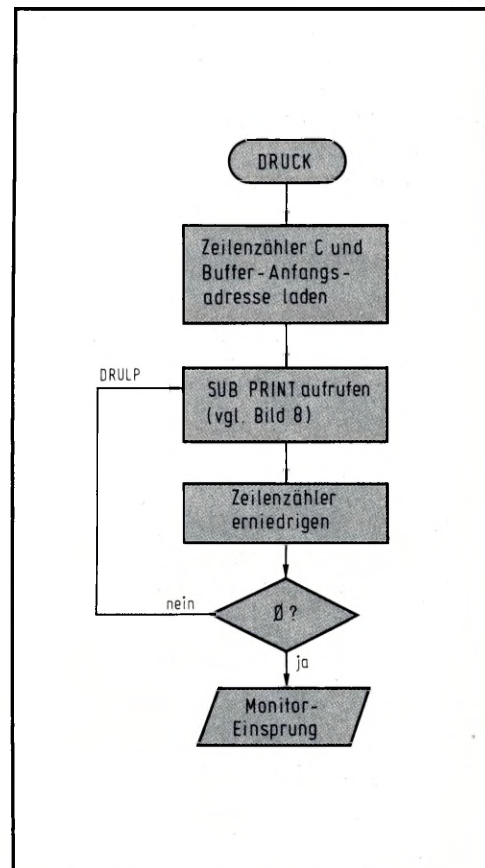 DRUCK
Zeilenzähler C und
Buffer-Anfangs-
adresse laden
DRULP
SUB PRINT aufrufen
(vgl. Bild 8)
Zeilenzähler
erniedrigen
nein
Ø?
ja
Monitor-
Einsprung